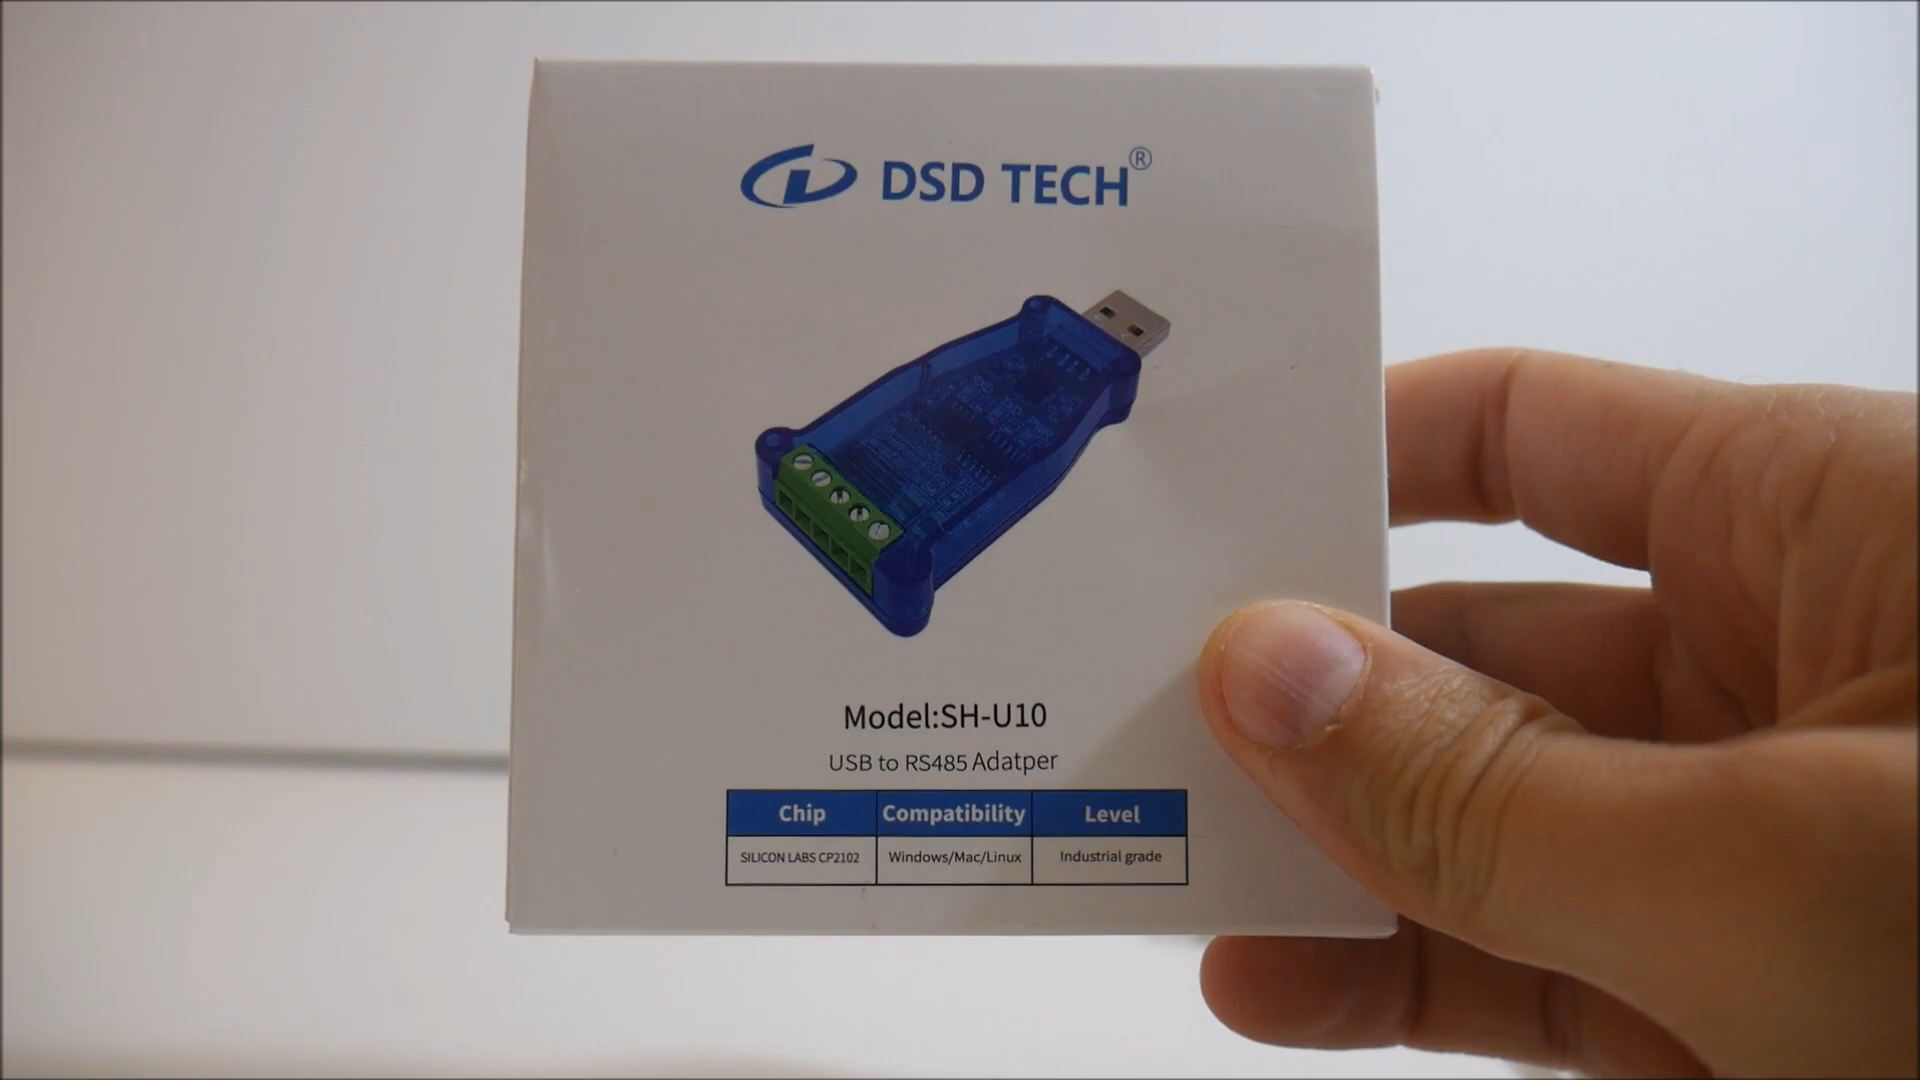 DSD TECH®
Model:SH-U10
USB to RS485 Adatper
Chip Compatibility Level
SILICON LABS CP2102 Windows/Mac/Linux Industrial grade